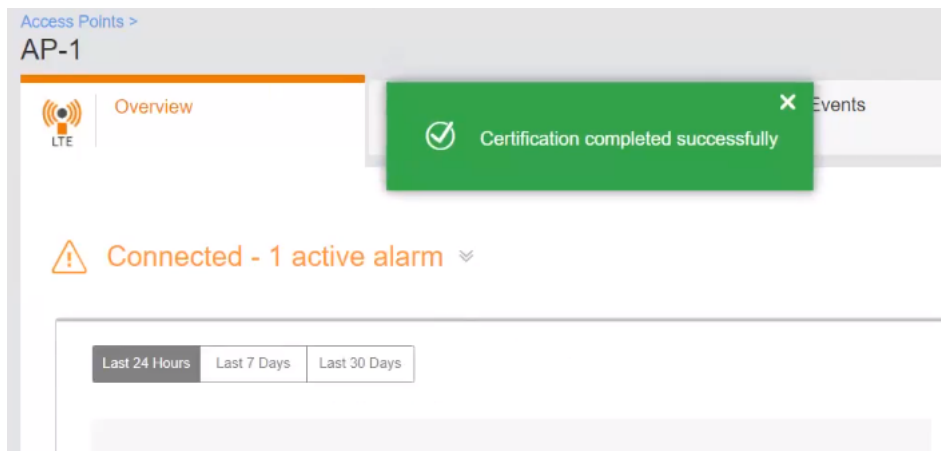 Access Points >
AP-1
LTE
Overview
Certification completed successfully
Events
Connected - 1 active alarm
Last 24 Hours
Last 7 Days
Last 30 Days